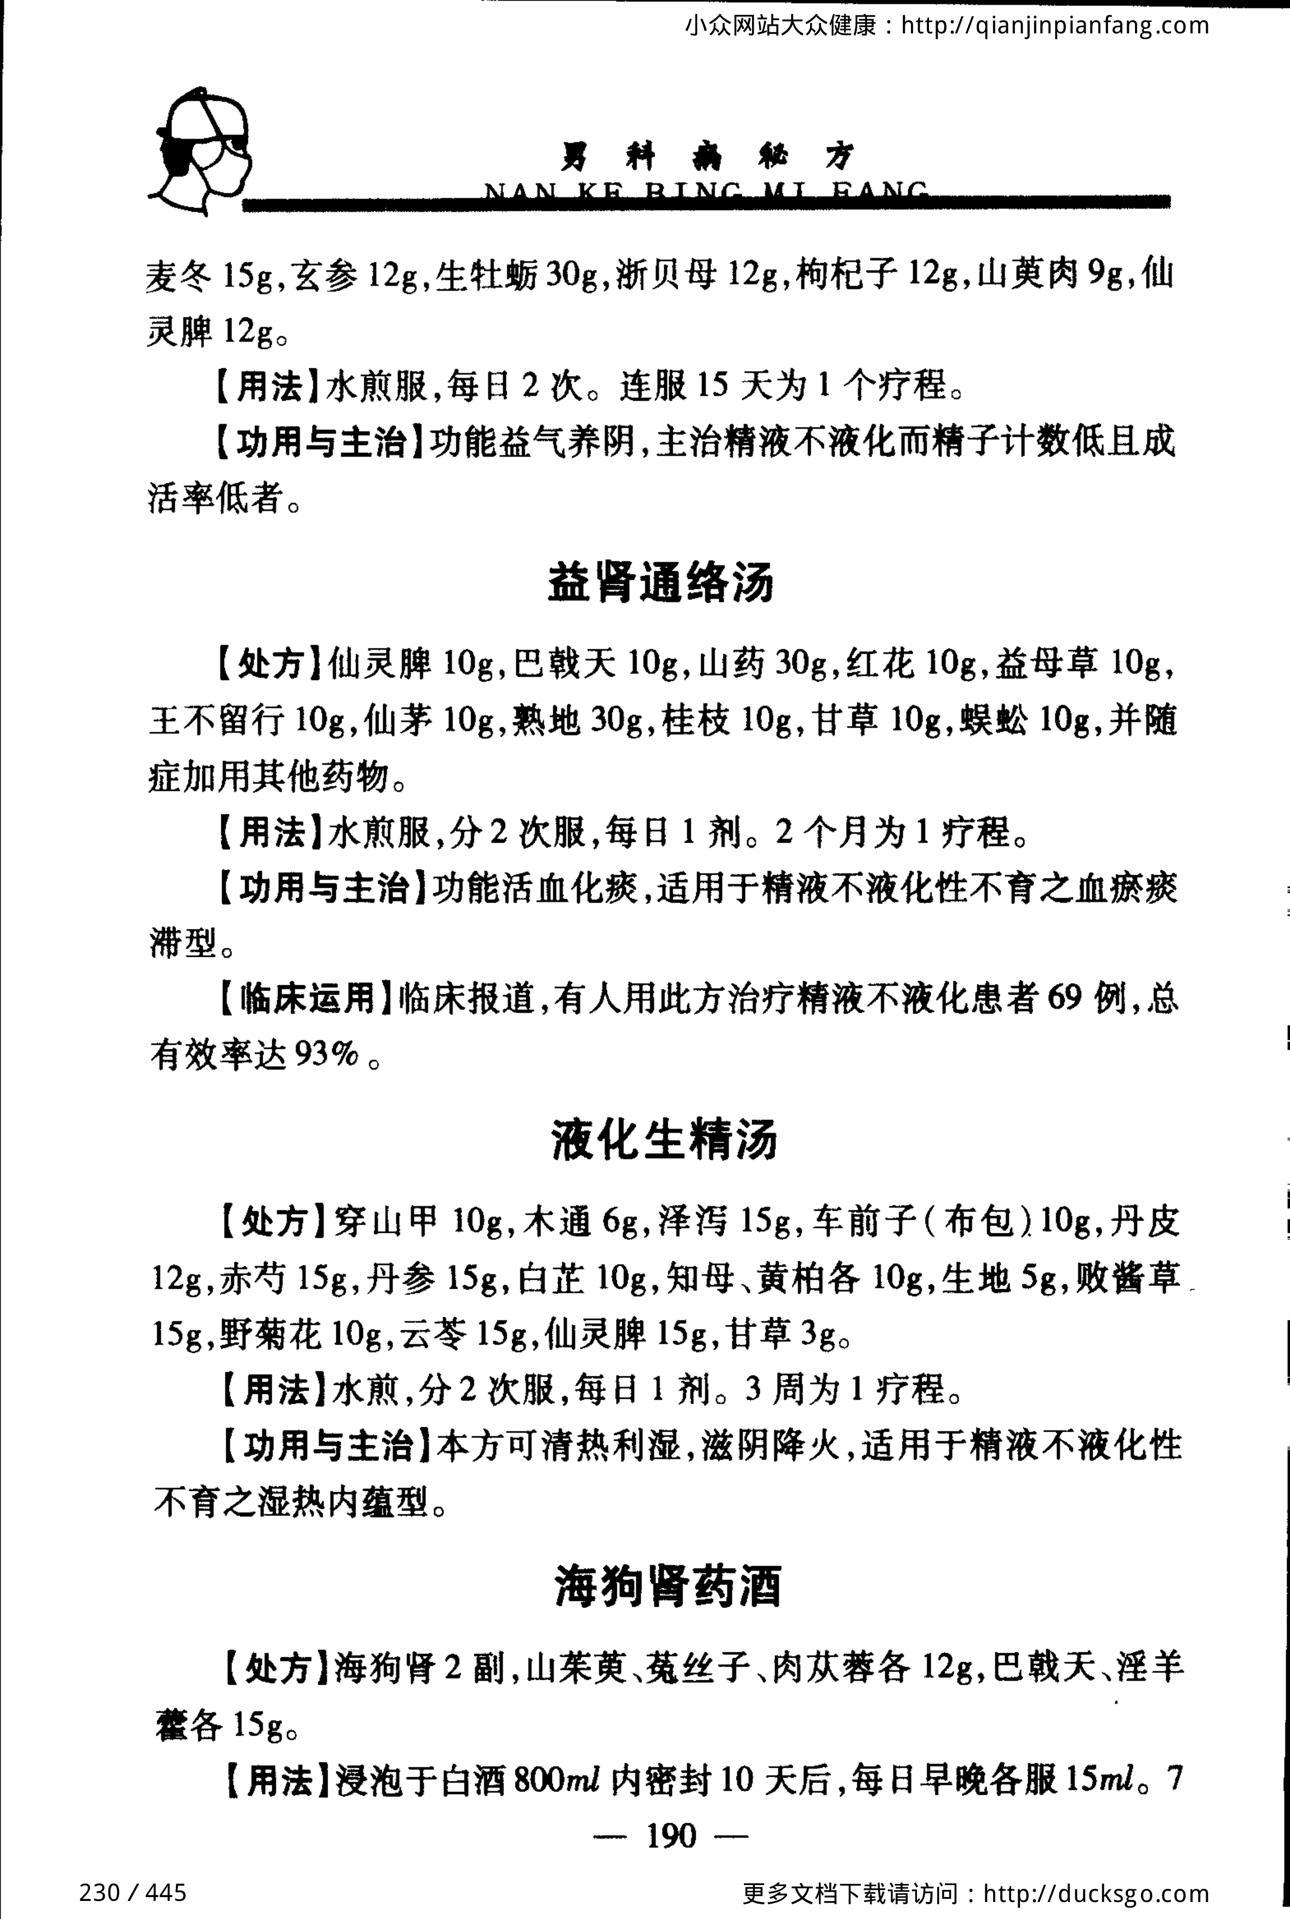 小众网站大众健康：http://qianjinpianfang.com
男科病秘方
NAN KE BING MI FANG
麦冬 15g,玄参 12g,生牡蛎 30g,浙贝母 12g,枸杞子 12g,山萸肉 9g,仙
灵脾 12g。
【用法】水煎服,每日 2 次。连服 15 天为 1 个疗程。
【功用与主治】功能益气养阴,主治精液不液化而精子计数低且成
活率低者。
益肾通络汤
【处方】仙灵脾 10g,巴戟天 10g,山药 30g,红花 10g,益母草 10g,
王不留行 10g,仙茅 10g,熟地 30g,桂枝 10g,甘草 10g,蜈蚣 10g,并随
症加用其他药物。
【用法】水煎服,分 2 次服,每日 1 剂。2 个月为 1 疗程。
【功用与主治】功能活血化痰,适用于精液不液化性不育之血瘀痰
滞型。
【临床运用】临床报道,有人用此方治疗精液不液化患者 69 例,总
有效率达 93%。
液化生精汤
【处方】穿山甲 10g,木通 6g,泽泻 15g,车前子(布包)10g,丹皮
12g,赤芍 15g,丹参 15g,白芷 10g,知母、黄柏各 10g,生地 5g,败酱草
15g,野菊花 10g,云苓 15g,仙灵脾 15g,甘草 3g。
【用法】水煎,分 2 次服,每日 1 剂。3 周为 1 疗程。
【功用与主治】本方可清热利湿,滋阴降火,适用于精液不液化性
不育之湿热内蕴型。
海狗肾药酒
【处方】海狗肾 2 副,山茱萸、菟丝子、肉苁蓉各 12g,巴戟天、淫羊
藿各 15g。
【用法】浸泡于白酒 800ml 内密封 10 天后,每日早晚各服 15ml。7
— 190 —
230 / 445
更多文档下载请访问：http://ducksgo.com